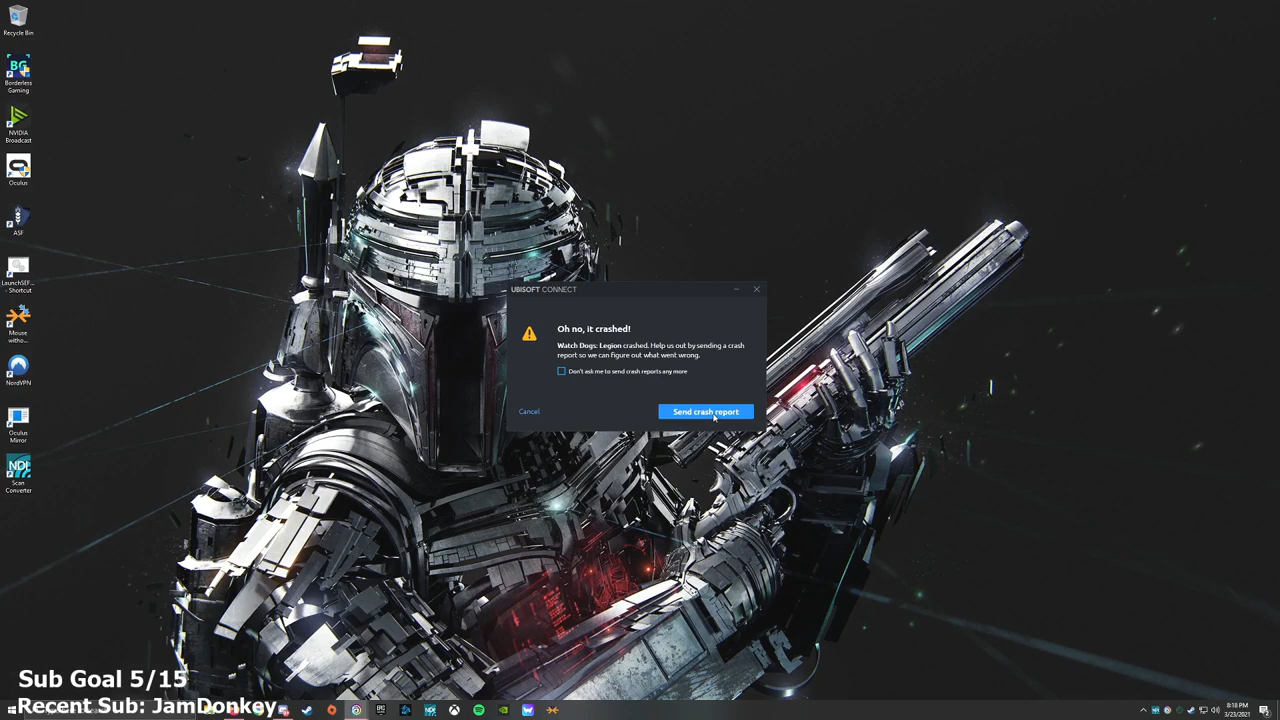 Recycle Bin
BG
Borderless
Gaming
NVIDIA
Broadcast
Oculus
ASF
LaunchSEF...
- Shortcut
Mouse
witho...
NordVPN
Oculus
Mirror
NDI
Scan
Converter
UBISOFT CONNECT
Oh no, it crashed!
Watch Dogs: Legion crashed. Help us out by sending a crash
report so we can figure out what went wrong.
Don't ask me to send crash reports any more
Cancel
Send crash report
Sub Goal 5/15
Recent Sub: JamDonkey
8:18 PM
3/23/2021